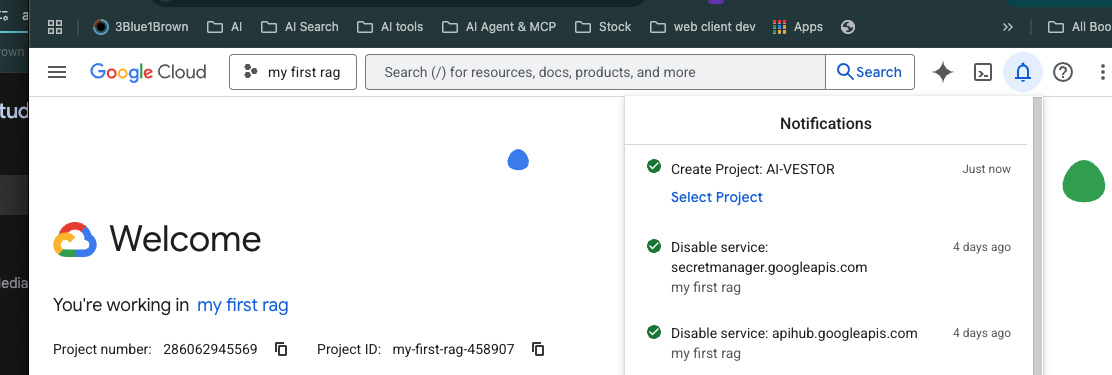 3Blue1Brown AI AI Search AI tools AI Agent & MCP Stock web client dev Apps » All Boo
Google Cloud my first rag Search (/) for resources, docs, products, and more Search
tud
Notifications
Create Project: AI-VESTOR Just now
Select Project
Welcome
Disable service: 4 days ago
secretmanager.googleapis.com
my first rag
edia
You're working in my first rag
Disable service: apihub.googleapis.com 4 days ago
my first rag
Project number: 286062945569 Project ID: my-first-rag-458907